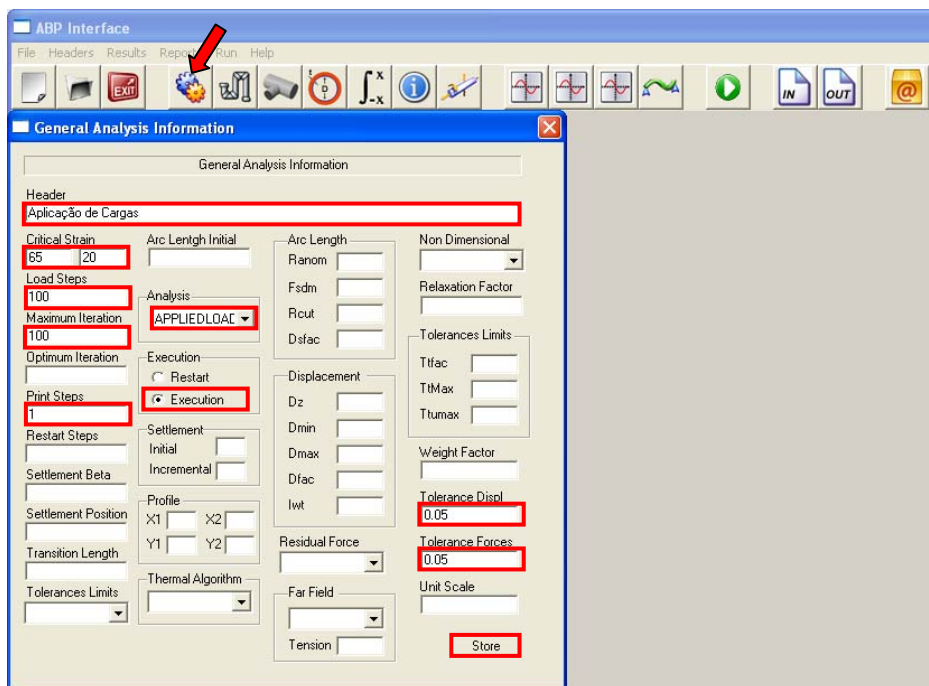 ABP Interface
File Headers Results Report Run Help
EXIT
t
D
x
-x
i
IN
OUT
@
General Analysis Information
General Analysis Information
Header
Aplicação de Cargas
Critical Strain
65 20
Load Steps
100
Maximum Iteration
100
Optimum Iteration
Print Steps
1
Restart Steps
Settlement Beta
Settlement Position
Transition Length
Tolerances Limits
Arc Lentgh Initial
Analysis
APPLIEDLOAD
Execution
Restart
Execution
Settlement
Initial
Incremental
Profile
X1 X2
Y1 Y2
Thermal Algorithm
Arc Length
Ranom
Fsdm
Rcut
Dsfac
Displacement
Dz
Dmin
Dmax
Dfac
Iwt
Residual Force
Far Field
Tension
Non Dimensional
Relaxation Factor
Tolerances Limits
Ttfac
TtMax
Ttumax
Weight Factor
Tolerance Displ
0.05
Tolerance Forces
0.05
Unit Scale
Store